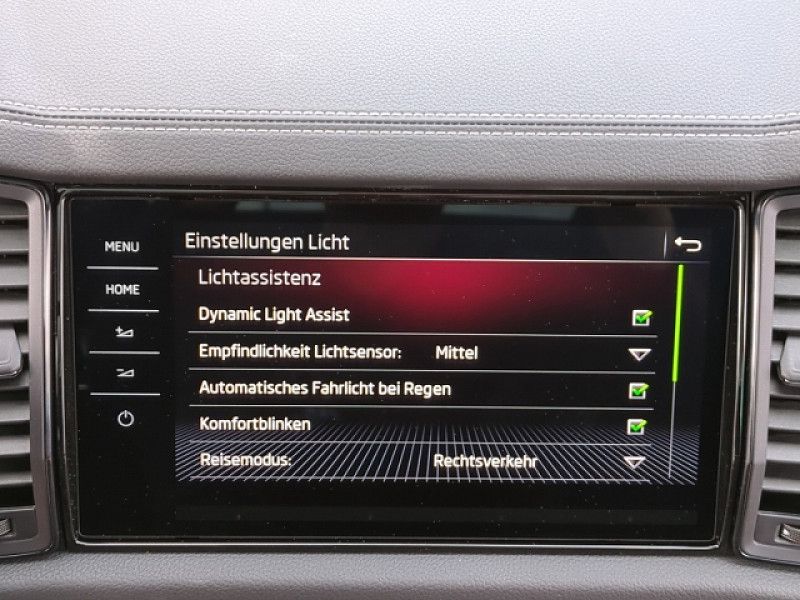 MENU
HOME
Einstellungen Licht
Lichtassistenz
Dynamic Light Assist
Empfindlichkeit Lichtsensor: Mittel
Automatisches Fahrlicht bei Regen
Komfortblinken
Reisemodus: Rechtsverkehr